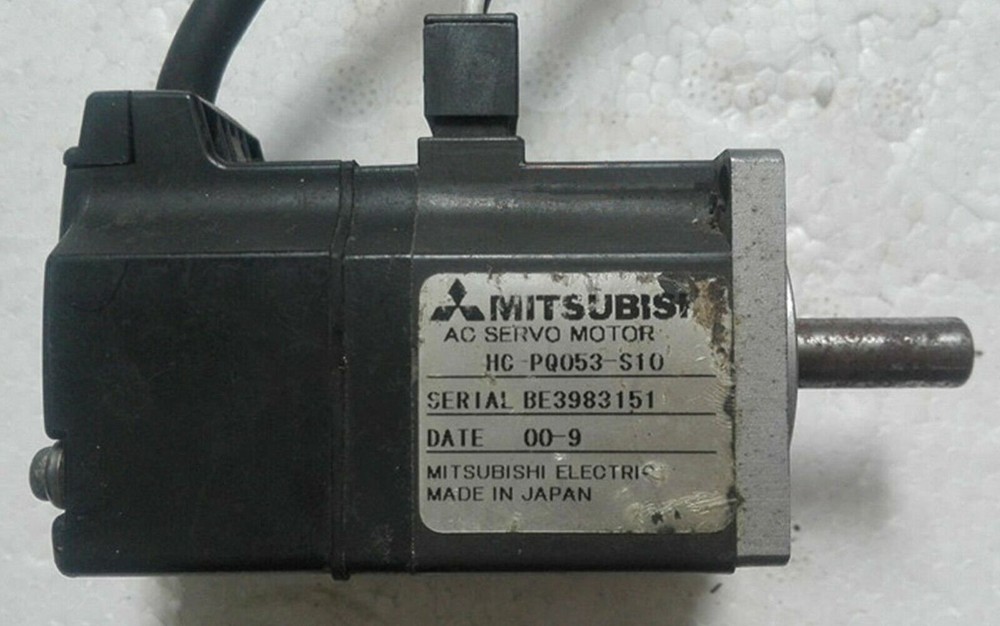 MITSUBISHI
AC SERVO MOTOR
HC-PQ053-S10
SERIAL BE3983151
DATE 00-9
MITSUBISHI ELECTRIC
MADE IN JAPAN